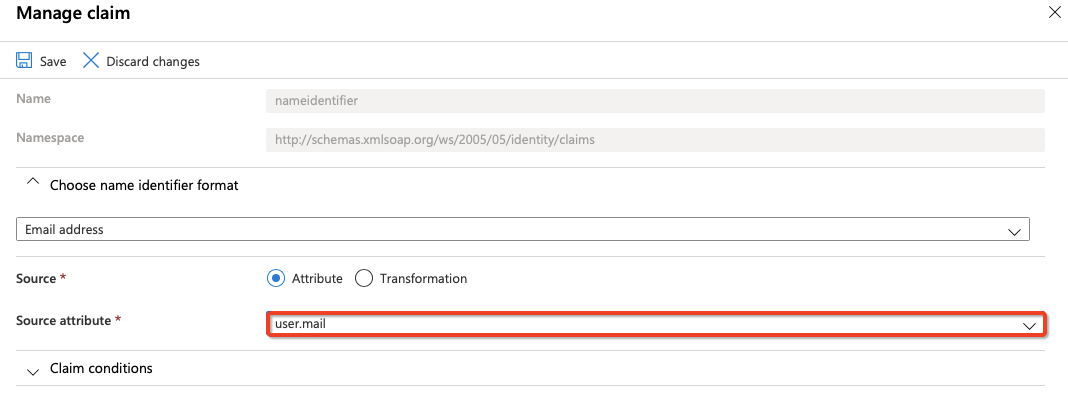 Manage claim
Save Discard changes
Name nameidentifier
Namespace http://schemas.xmlsoap.org/ws/2005/05/identity/claims
Choose name identifier format
Email address
Source * Attribute Transformation
Source attribute * user.mail
Claim conditions